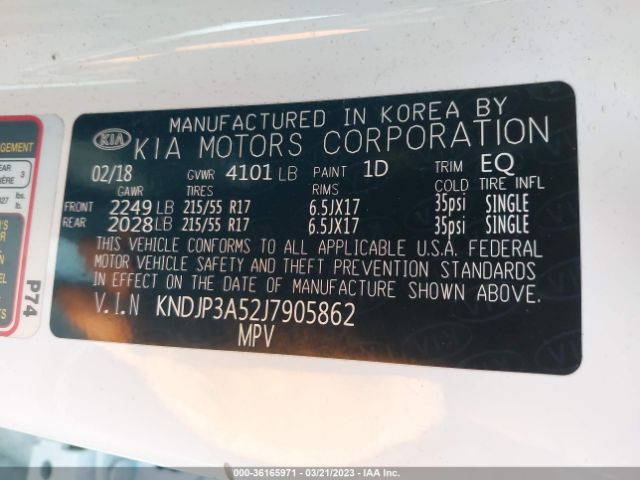 MANUFACTURED IN KOREA BY
KIA KIA MOTORS CORPORATION
02/18 GVWR 4101 LB PAINT 1D TRIM EQ
GAWR TIRES RIMS COLD TIRE INFL
FRONT 2249 LB 215/55 R17 6.5JX17 35psi SINGLE
REAR 2028 LB 215/55 R17 6.5JX17 35psi SINGLE
THIS VEHICLE CONFORMS TO ALL APPLICABLE U.S.A. FEDERAL
MOTOR VEHICLE SAFETY AND THEFT PREVENTION STANDARDS
IN EFFECT ON THE DATE OF MANUFACTURE SHOWN ABOVE.
V.I.N KNDJP3A52J7905862
MPV
P74
000-36165971 - 03/21/2023 - IAA Inc.